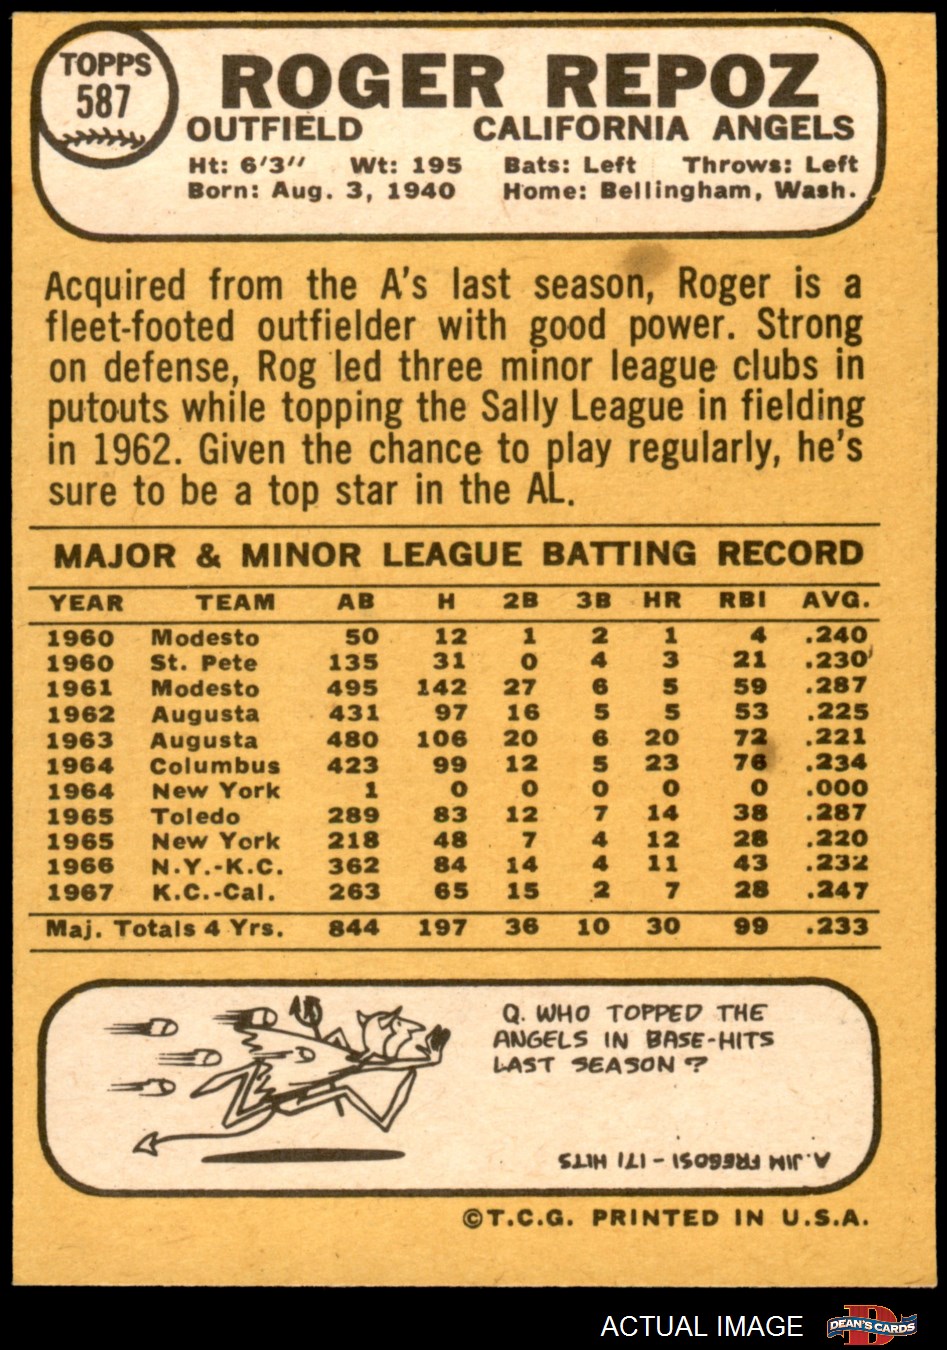 TOPPS
587
ROGER REPOZ
OUTFIELD CALIFORNIA ANGELS
Ht: 6'3" Wt: 195 Bats: Left Throws: Left
Born: Aug. 3, 1940 Home: Bellingham, Wash.
Acquired from the A's last season, Roger is a
fleet-footed outfielder with good power. Strong
on defense, Rog led three minor league clubs in
putouts while topping the Sally League in fielding
in 1962. Given the chance to play regularly, he's
sure to be a top star in the AL.
MAJOR & MINOR LEAGUE BATTING RECORD
YEAR TEAM AB H 2B 3B HR RBI AVG.
1960 Modesto 50 12 1 2 1 4 .240
1960 St. Pete 135 31 0 4 3 21 .230
1961 Modesto 495 142 27 6 5 59 .287
1962 Augusta 431 97 16 5 5 53 .225
1963 Augusta 480 106 20 6 20 72 .221
1964 Columbus 423 99 12 5 23 76 .234
1964 New York 1 0 0 0 0 0 .000
1965 Toledo 289 83 12 7 14 38 .287
1965 New York 218 48 7 4 12 28 .220
1966 N.Y.-K.C. 362 84 14 4 11 43 .232
1967 K.C.-Cal. 263 65 15 2 7 28 .247
Maj. Totals 4 Yrs. 844 197 36 10 30 99 .233
Q. WHO TOPPED THE
ANGELS IN BASE-HITS
LAST SEASON?
A. JIM FREGOSI - 171 HITS
©T.C.G. PRINTED IN U.S.A.
ACTUAL IMAGE DEAN'S CARDS